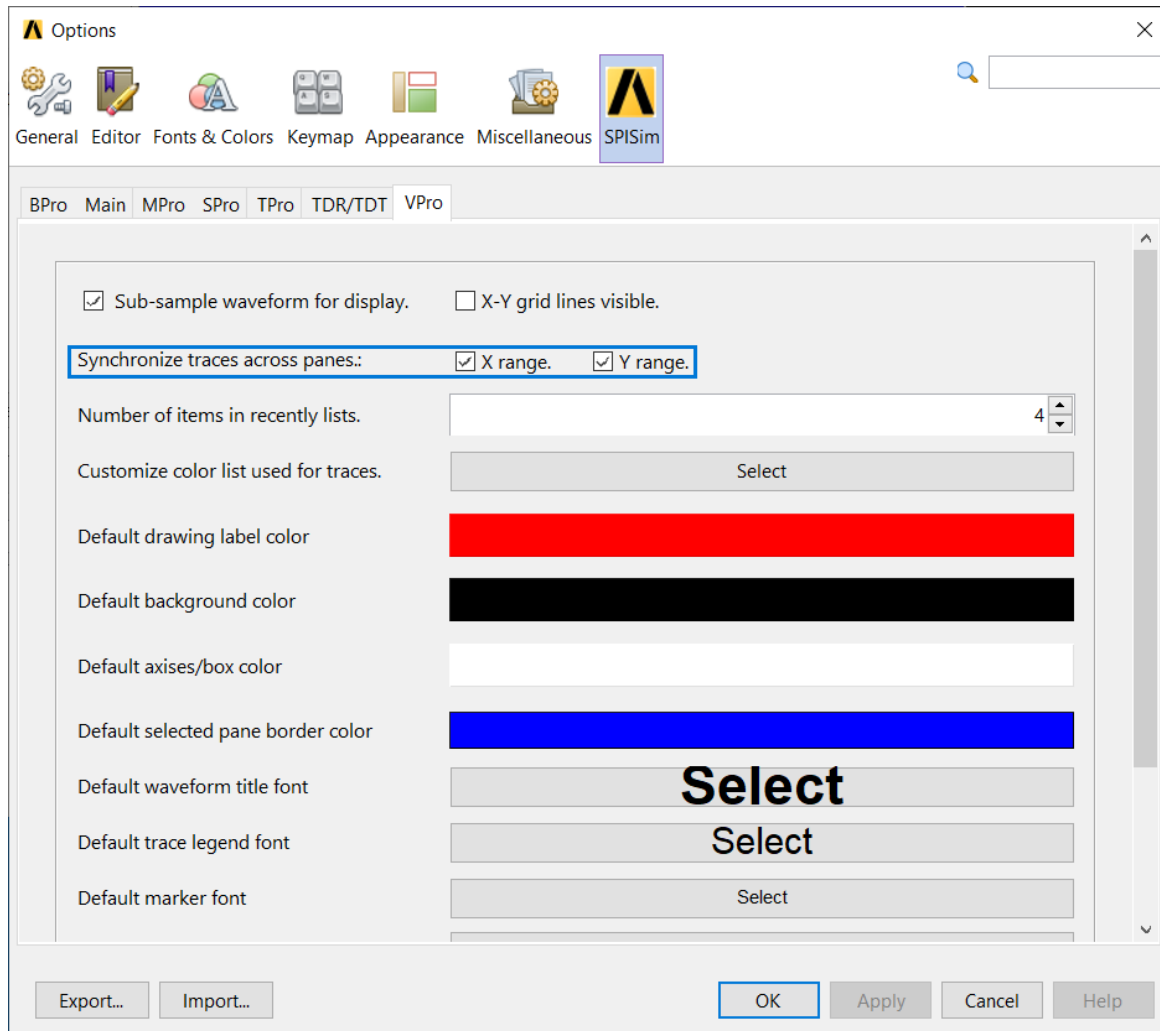 Options
General Editor Fonts & Colors Keymap Appearance Miscellaneous SPISim
BPro Main MPro SPro TPro TDR/TDT VPro
Sub-sample waveform for display. X-Y grid lines visible.
Synchronize traces across panes.: X range. Y range.
Number of items in recently lists. 4
Customize color list used for traces. Select
Default drawing label color
Default background color
Default axises/box color
Default selected pane border color
Default waveform title font Select
Default trace legend font Select
Default marker font Select
Export... Import... OK Apply Cancel Help